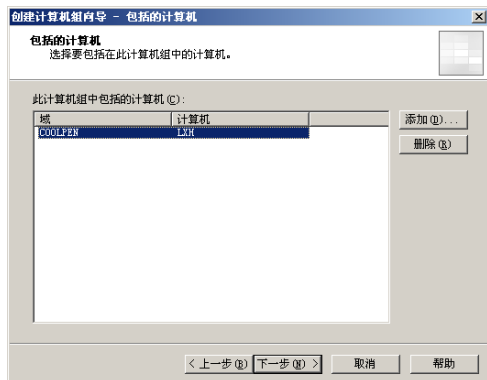 创建计算机组向导 - 包括的计算机
包括的计算机
选择要包括在此计算机组中的计算机。
此计算机组中包括的计算机(C):
域 计算机
COOLPEN LXH
添加(D)...
删除(R)
< 上一步(B) 下一步(N) > 取消 帮助